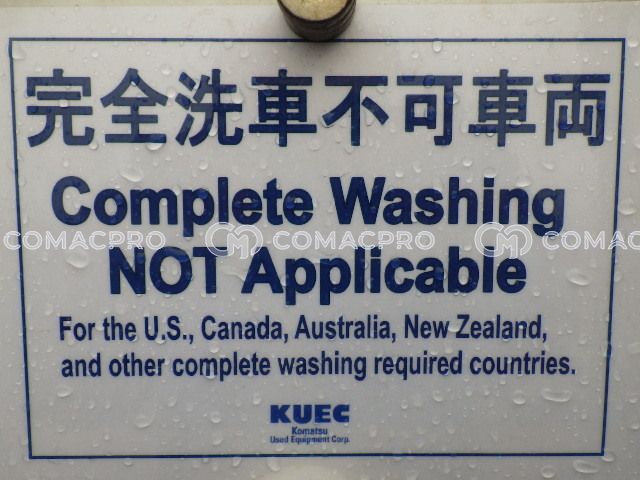 完全洗車不可車両
Complete Washing
COMACPRO COMACPRO COMACPRO
NOT Applicable
For the U.S., Canada, Australia, New Zealand,
and other complete washing required countries.
KUEC
Komatsu
Used Equipment Corp.